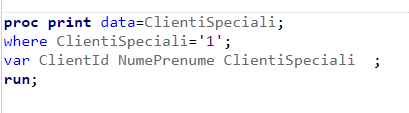 proc print data=ClientiSpeciali;
where ClientiSpeciali='1';
var ClientId NumePrenume ClientiSpeciali  ;
run;